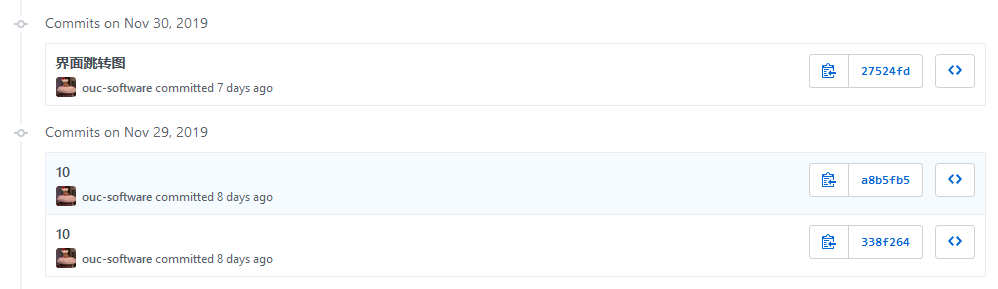 Commits on Nov 30, 2019
界面跳转图
27524fd
ouc-software committed 7 days ago
Commits on Nov 29, 2019
10
a8b5fb5
ouc-software committed 8 days ago
10
338f264
ouc-software committed 8 days ago